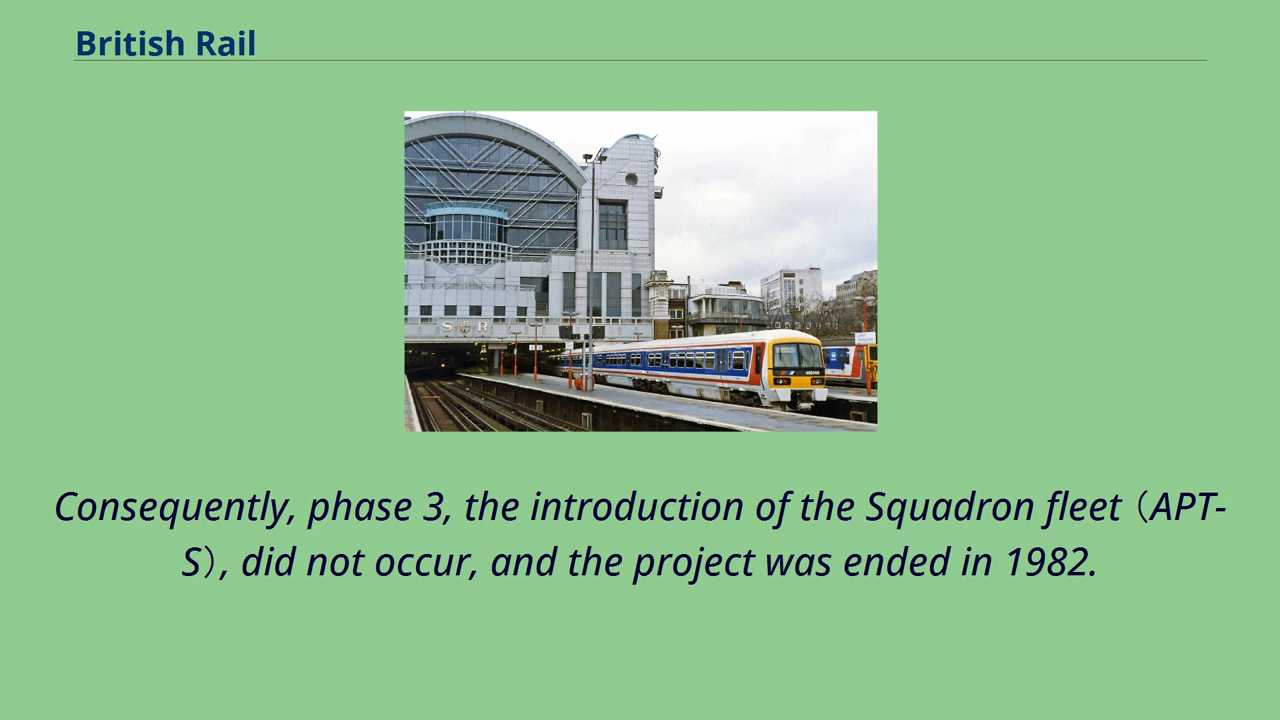 British Rail
S R
Consequently, phase 3, the introduction of the Squadron fleet (APT-
S), did not occur, and the project was ended in 1982.